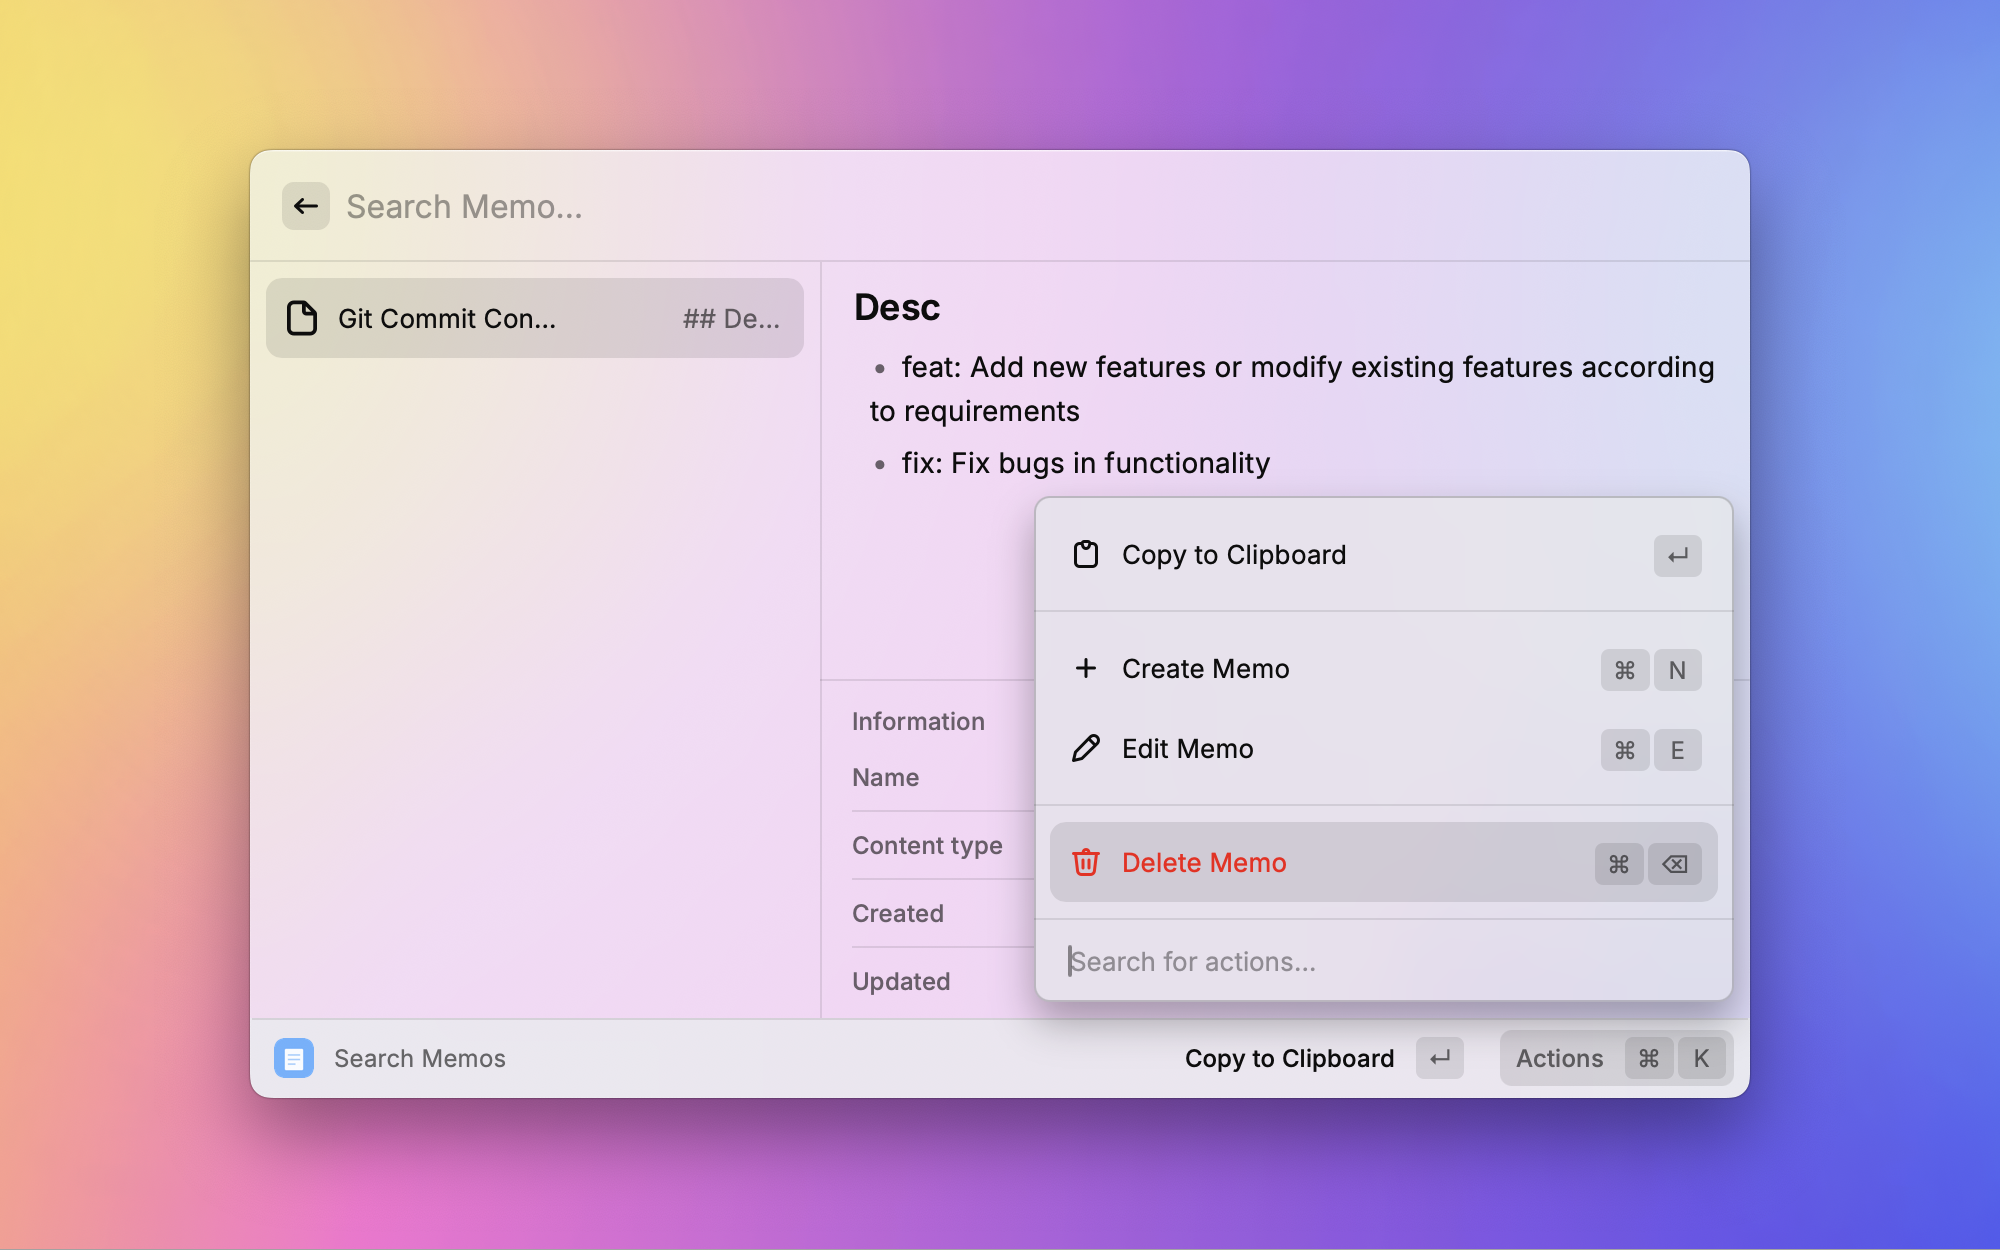 Search Memo...
Git Commit Con... ## De...
Desc
• feat: Add new features or modify existing features according
to requirements
• fix: Fix bugs in functionality
Copy to Clipboard ↵
Create Memo ⌘ N
Edit Memo ⌘ E
Delete Memo ⌘ ⌫
Search for actions...
Information
Name
Content type
Created
Updated
Search Memos
Copy to Clipboard ↵
Actions ⌘ K